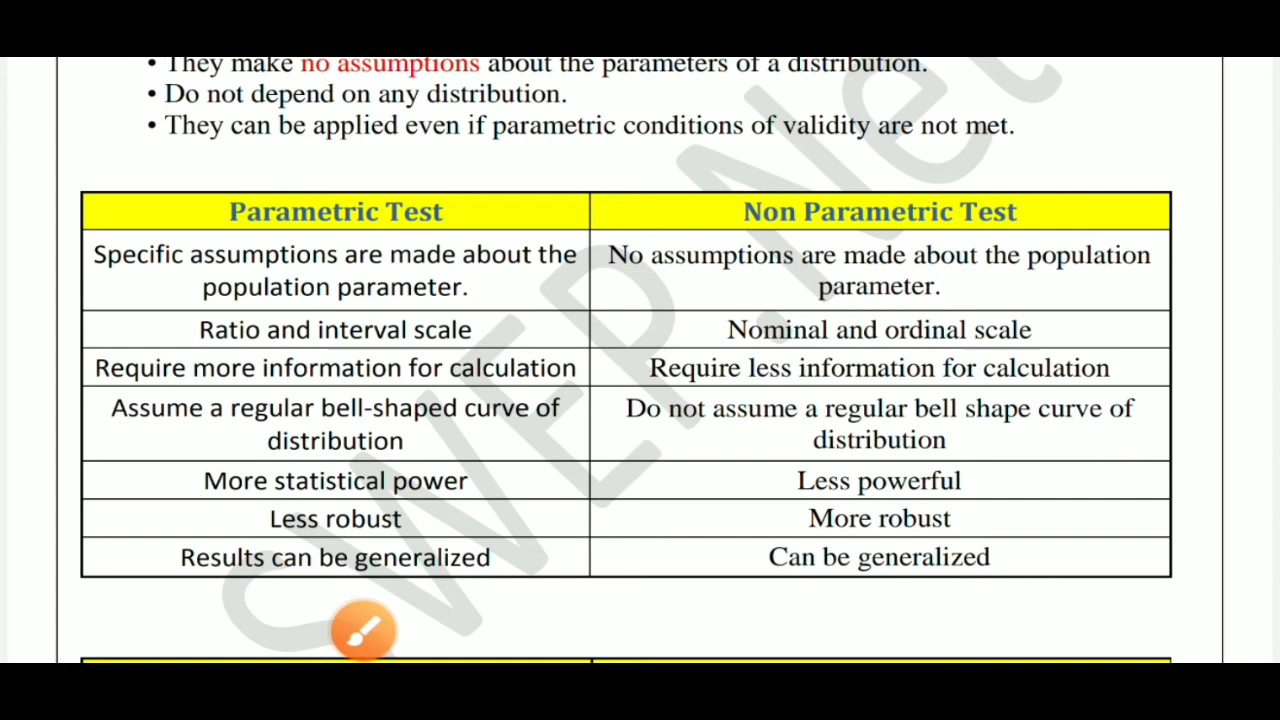 • They make no assumptions about the parameters of a distribution.
• Do not depend on any distribution.
• They can be applied even if parametric conditions of validity are not met.
Parametric Test
Non Parametric Test
Specific assumptions are made about the
population parameter.
No assumptions are made about the population
parameter.
Ratio and interval scale
Nominal and ordinal scale
Require more information for calculation
Require less information for calculation
Assume a regular bell-shaped curve of
distribution
Do not assume a regular bell shape curve of
distribution
More statistical power
Less powerful
Less robust
More robust
Results can be generalized
Can be generalized
SWEP.Net